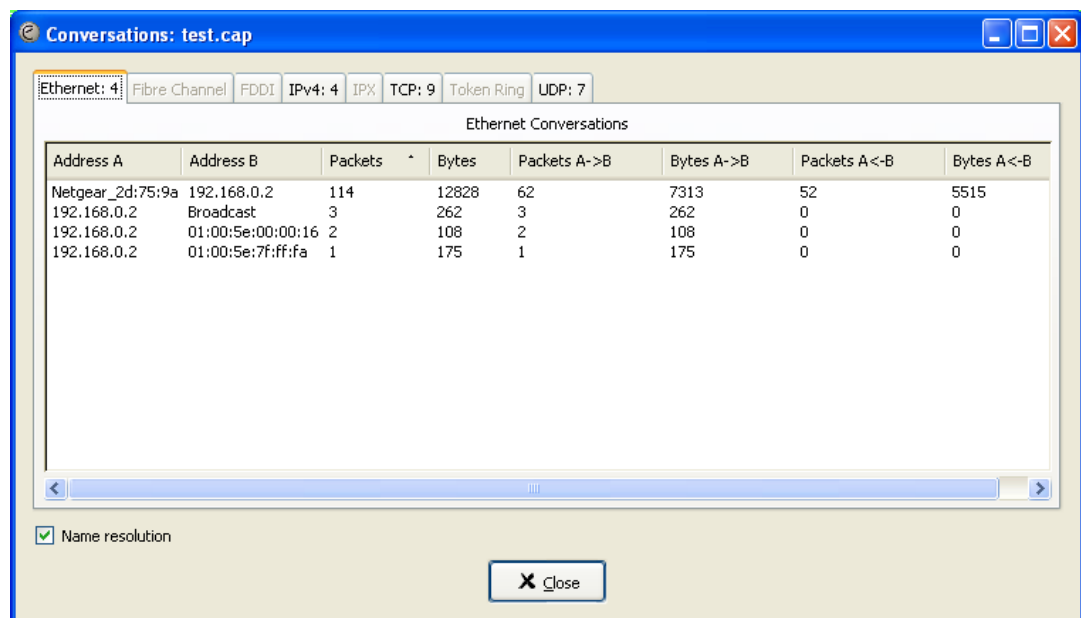 Conversations: test.cap
Ethernet: 4 Fibre Channel FDDI IPv4: 4 IPX TCP: 9 Token Ring UDP: 7
Ethernet Conversations
Address A Address B Packets Bytes Packets A->B Bytes A->B Packets A<-B Bytes A<-B
Netgear_2d:75:9a 192.168.0.2 114 12828 62 7313 52 5515
192.168.0.2 Broadcast 3 262 3 262 0 0
192.168.0.2 01:00:5e:00:00:16 2 108 2 108 0 0
192.168.0.2 01:00:5e:7f:ff:fa 1 175 1 175 0 0
Name resolution
Close